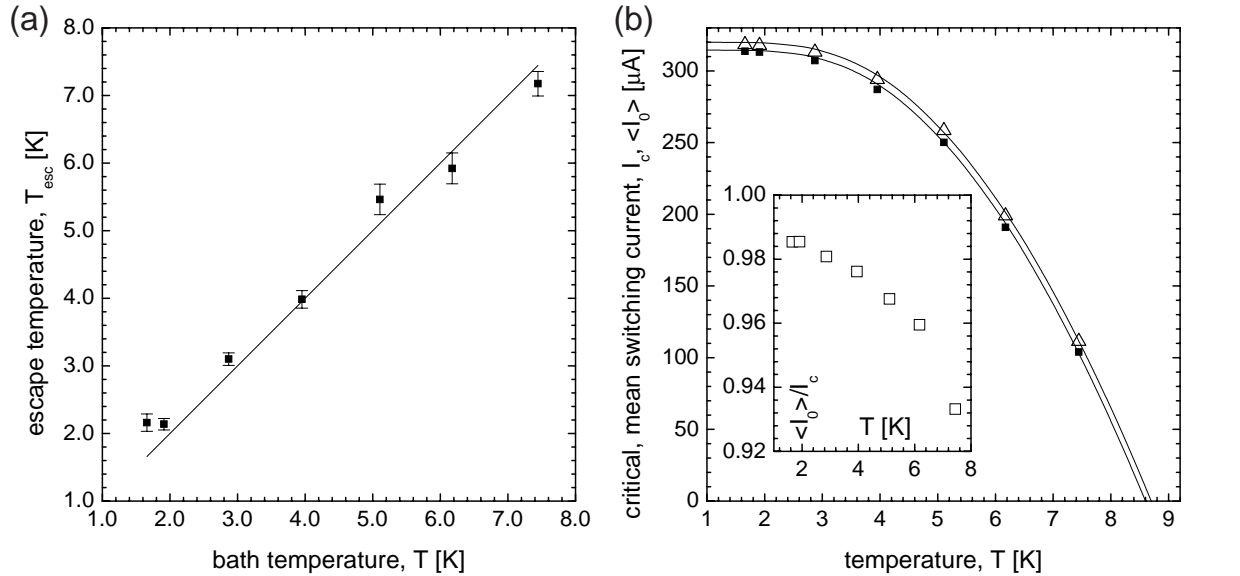 (a)
8.0
7.0
6.0
5.0
4.0
3.0
2.0
1.0
escape temperature, T_esc [K]
1.0 2.0 3.0 4.0 5.0 6.0 7.0 8.0
bath temperature, T [K]
(b)
300
250
200
150
100
50
0
critical, mean switching current, I_c, <I_0> [μA]
1 2 3 4 5 6 7 8 9
temperature, T [K]
1.00
0.98
0.96
0.94
0.92
<I_0>/I_c
T [K]
2 4 6 8